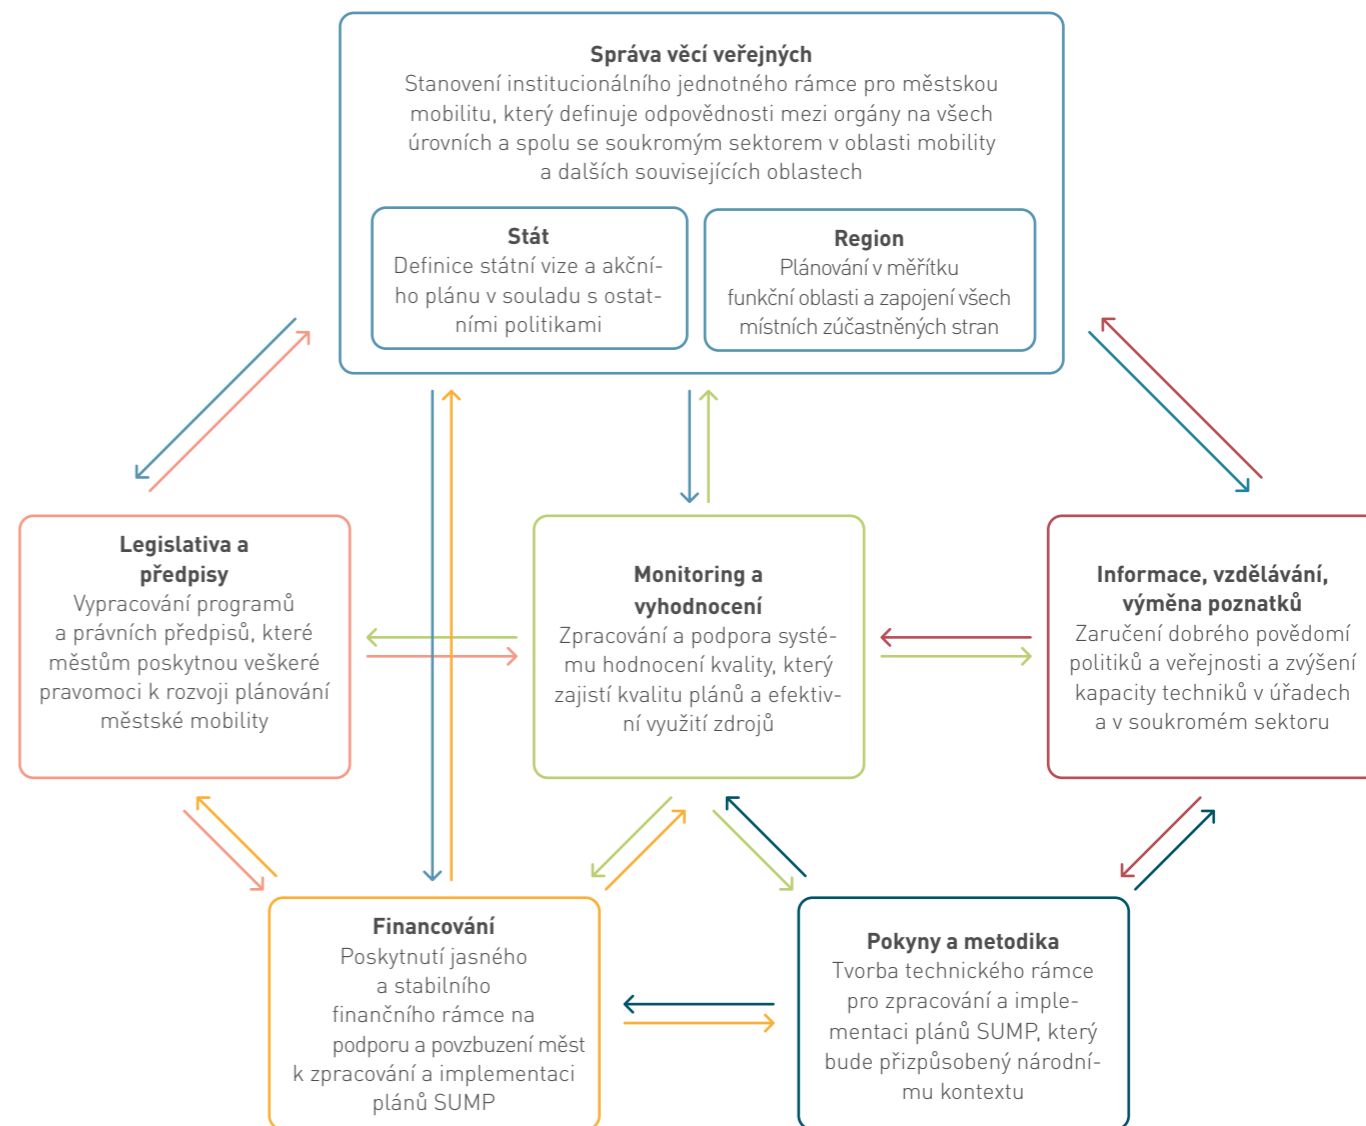 Správa věcí veřejných
Stanovení institucionálního jednotného rámce pro městskou
mobilitu, který definuje odpovědnosti mezi orgány na všech
úrovních a spolu se soukromým sektorem v oblasti mobility
a dalších souvisejících oblastech
Stát
Definice státní vize a akční-
ho plánu v souladu s ostat-
ními politikami
Region
Plánování v měřítku
funkční oblasti a zapojení všech
místních zúčastněných stran
Legislativa a
předpisy
Vypracování programů
a právních předpisů, které
městům poskytnou veškeré
pravomoci k rozvoji plánování
městské mobility
Monitoring a
vyhodnocení
Zpracování a podpora systé-
mu hodnocení kvality, který
zajistí kvalitu plánů a efektiv-
ní využití zdrojů
Informace, vzdělávání,
výměna poznatků
Zaručení dobrého povědomí
politiků a veřejnosti a zvýšení
kapacity techniků v úřadech
a v soukromém sektoru
Financování
Poskytnutí jasného
a stabilního
finančního rámce na
podporu a povzbuzení měst
k zpracování a implementaci
plánů SUMP
Pokyny a metodika
Tvorba technického rámce
pro zpracování a imple-
mentaci plánů SUMP, který
bude přizpůsobený národní-
mu kontextu